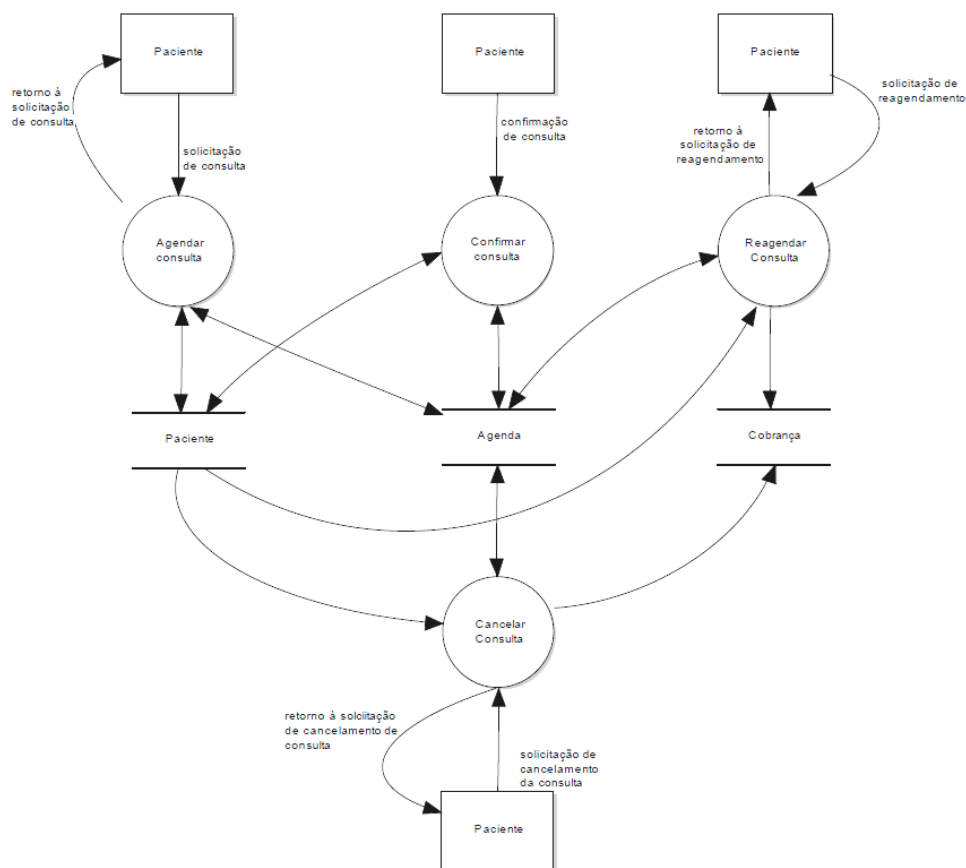 Paciente
Paciente
Paciente
retorno à
solicitação
de consulta
solicitação
de consulta
confirmação
de consulta
retorno à
solicitação de
reagendamento
solicitação de
reagendamento
Agendar
consulta
Confirmar
consulta
Reagendar
Consulta
Paciente
Agenda
Cobrança
Cancelar
Consulta
retorno à solciitação
de cancelamento de
consulta
solicitação de
cancelamento
da consulta
Paciente